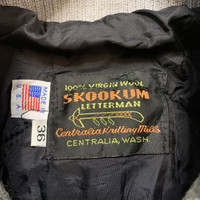 100% VIRGIN WOOL
SKOOKUM
LETTERMAN
Centralia Knitting Mills
CENTRALIA, WASH.
MADE IN
U S A
36